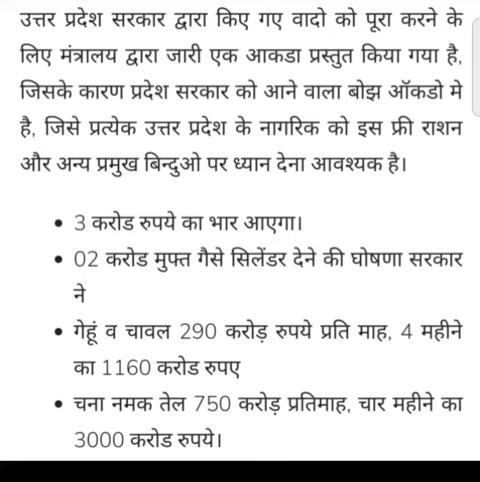 उत्तर प्रदेश सरकार द्वारा किए गए वादो को पूरा करने के
लिए मंत्रालय द्वारा जारी एक आकडा प्रस्तुत किया गया है,
जिसके कारण प्रदेश सरकार को आने वाला बोझ ऑकडो मे
है, जिसे प्रत्येक उत्तर प्रदेश के नागरिक को इस फ्री राशन
और अन्य प्रमुख बिन्दुओ पर ध्यान देना आवश्यक है।
• 3 करोड रुपये का भार आएगा।
• 02 करोड मुफ्त गैसे सिलेंडर देने की घोषणा सरकार
ने
• गेहूं व चावल 290 करोड़ रुपये प्रति माह, 4 महीने
का 1160 करोड रुपए
• चना नमक तेल 750 करोड़ प्रतिमाह, चार महीने का
3000 करोड रुपये।